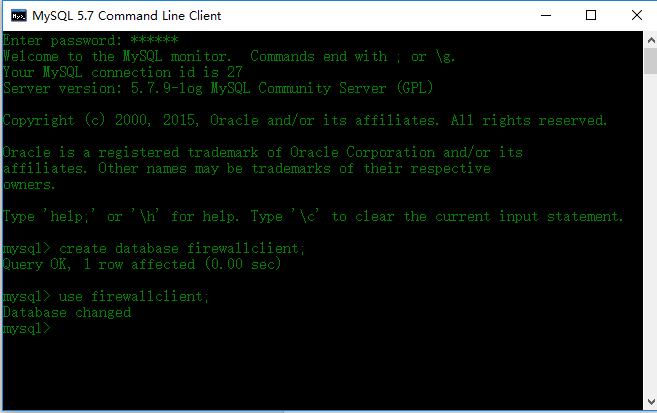 MySQL 5.7 Command Line Client
Enter password: ******
Welcome to the MySQL monitor.  Commands end with ; or \g.
Your MySQL connection id is 27
Server version: 5.7.9-log MySQL Community Server (GPL)
Copyright (c) 2000, 2015, Oracle and/or its affiliates. All rights reserved.
Oracle is a registered trademark of Oracle Corporation and/or its
affiliates. Other names may be trademarks of their respective
owners.
Type 'help;' or '\h' for help. Type '\c' to clear the current input statement.
mysql> create database firewallclient;
Query OK, 1 row affected (0.00 sec)
mysql> use firewallclient;
Database changed
mysql>